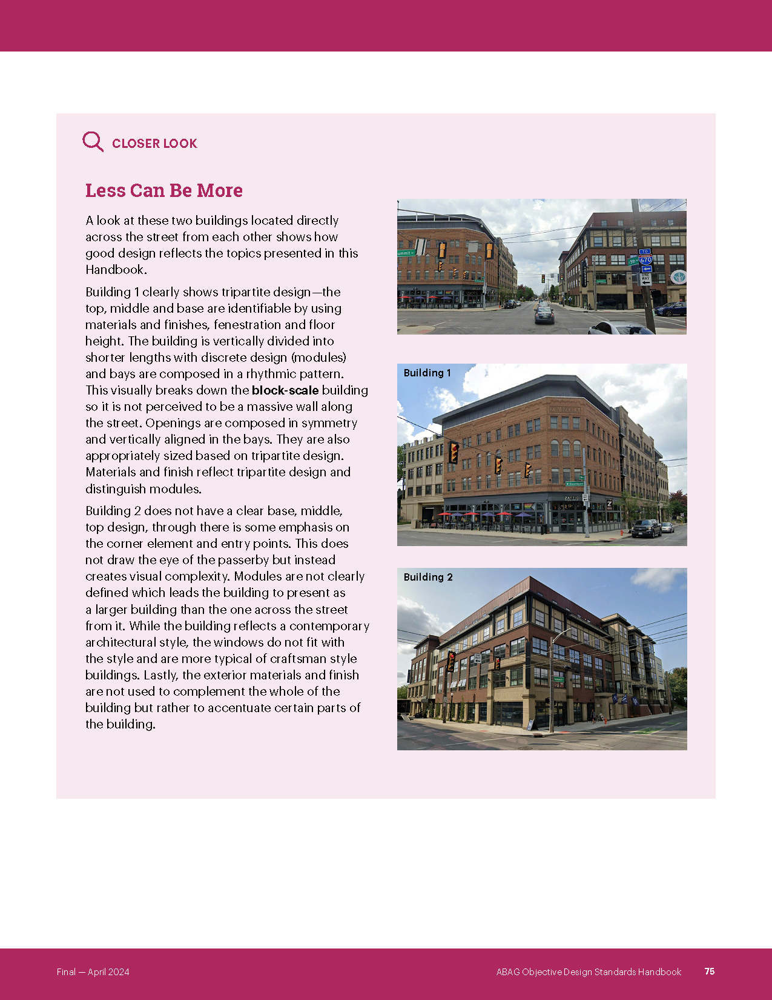 CLOSER LOOK
Less Can Be More
A look at these two buildings located directly
across the street from each other shows how
good design reflects the topics presented in this
Handbook.
Building 1 clearly shows tripartite design—the
top, middle and base are identifiable by using
materials and finishes, fenestration and floor
height. The building is vertically divided into
shorter lengths with discrete design (modules)
and bays are composed in a rhythmic pattern.
This visually breaks down the block-scale building
so it is not perceived to be a massive wall along
the street. Openings are composed in symmetry
and vertically aligned in the bays. They are also
appropriately sized based on tripartite design.
Materials and finish reflect tripartite design and
distinguish modules.
Building 2 does not have a clear base, middle,
top design, through there is some emphasis on
the corner element and entry points. This does
not draw the eye of the passerby but instead
creates visual complexity. Modules are not clearly
defined which leads the building to present as
a larger building than the one across the street
from it. While the building reflects a contemporary
architectural style, the windows do not fit with
the style and are more typical of craftsman style
buildings. Lastly, the exterior materials and finish
are not used to complement the whole of the
building but rather to accentuate certain parts of
the building.
TO
670
ONE
WAY
Building 1
Downtown
Z
Building 2
Final — April 2024
ABAG Objective Design Standards Handbook 75